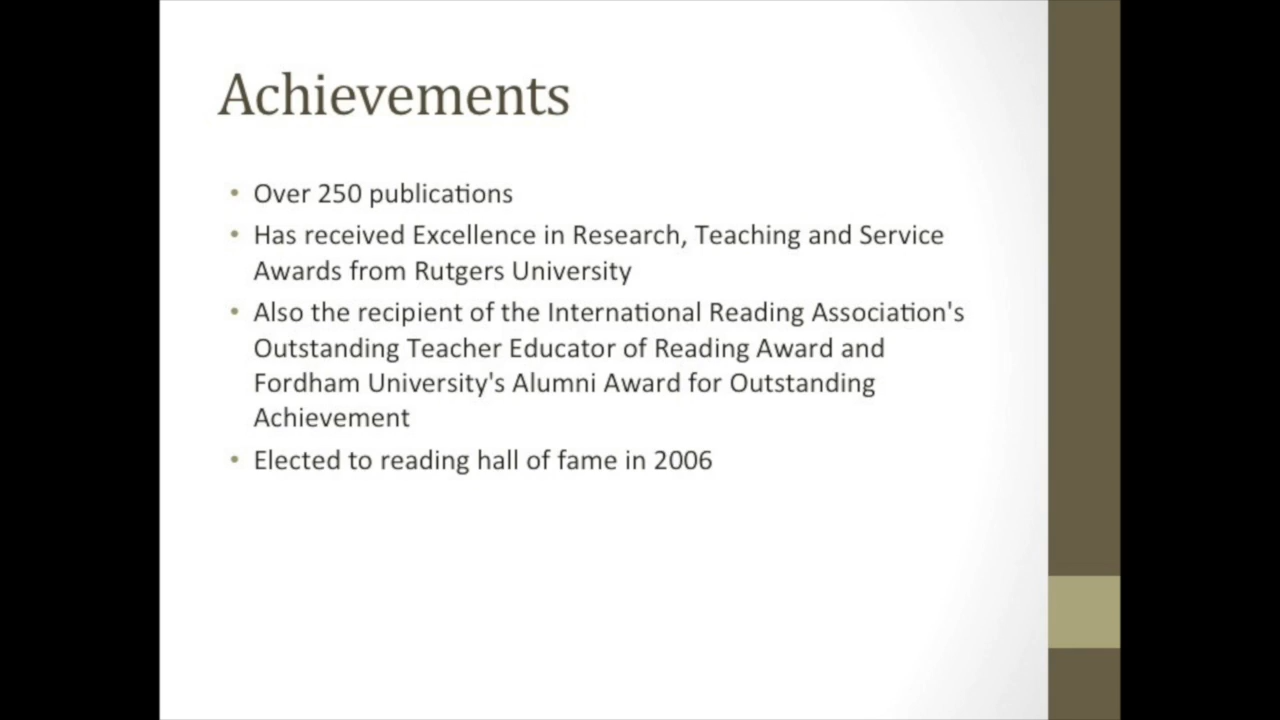 Achievements
• Over 250 publications
• Has received Excellence in Research, Teaching and Service
Awards from Rutgers University
• Also the recipient of the International Reading Association's
Outstanding Teacher Educator of Reading Award and
Fordham University's Alumni Award for Outstanding
Achievement
• Elected to reading hall of fame in 2006